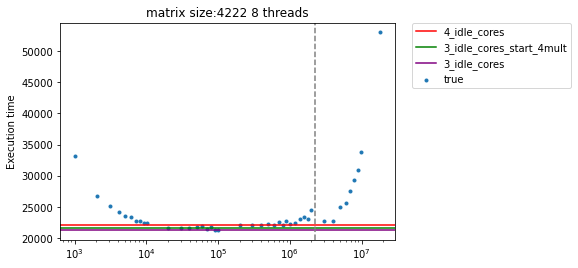 matrix size:4222 8 threads
Execution time
50000
45000
40000
35000
30000
25000
20000
10³
10⁴
10⁵
10⁶
10⁷
4_idle_cores
3_idle_cores_start_4mult
3_idle_cores
true